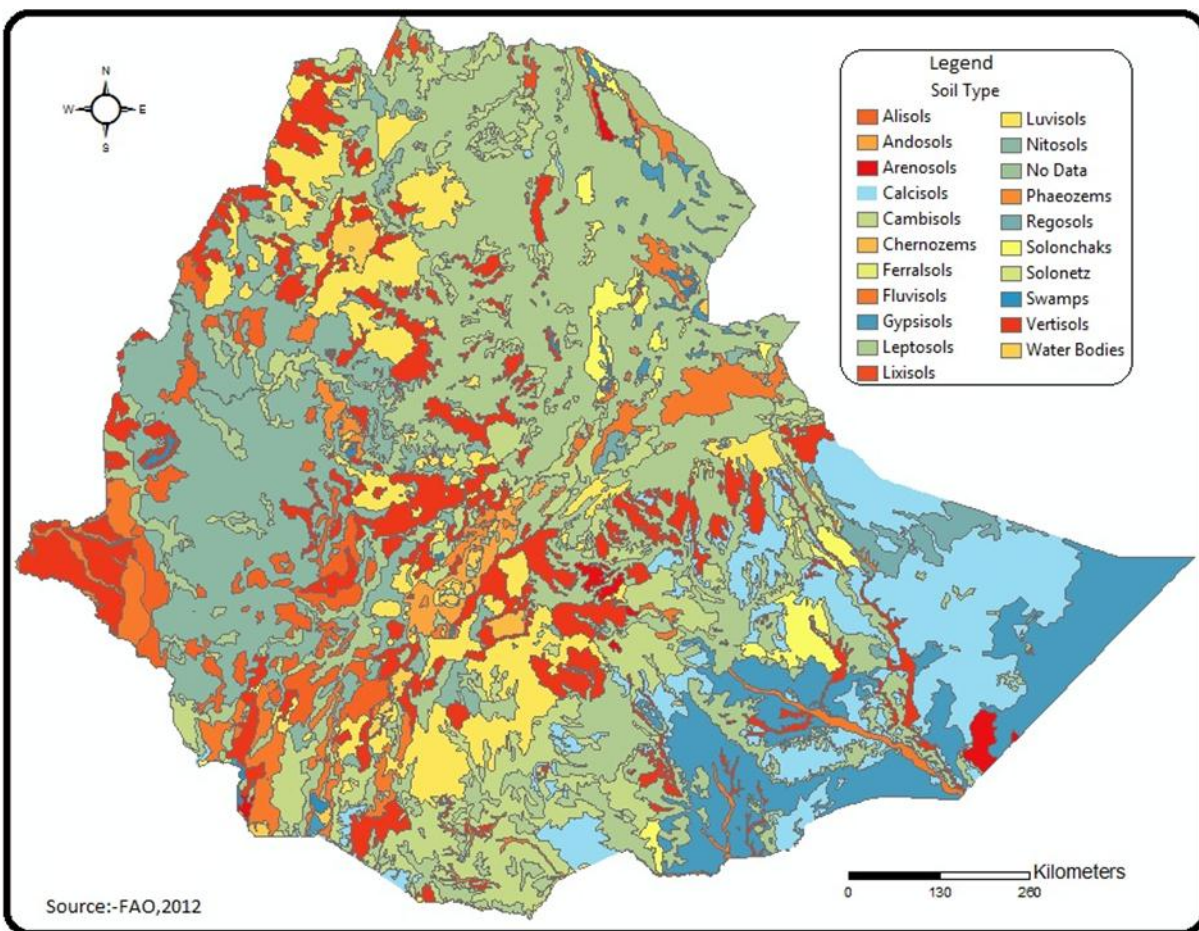 N
W E
S
Legend
Soil Type
Alisols
Andosols
Arenosols
Calcisols
Cambisols
Chernozems
Ferralsols
Fluvisols
Gypsisols
Leptosols
Lixisols
Luvisols
Nitosols
No Data
Phaeozems
Regosols
Solonchaks
Solonetz
Swamps
Vertisols
Water Bodies
Kilometers
0 130 260
Source:-FAO,2012